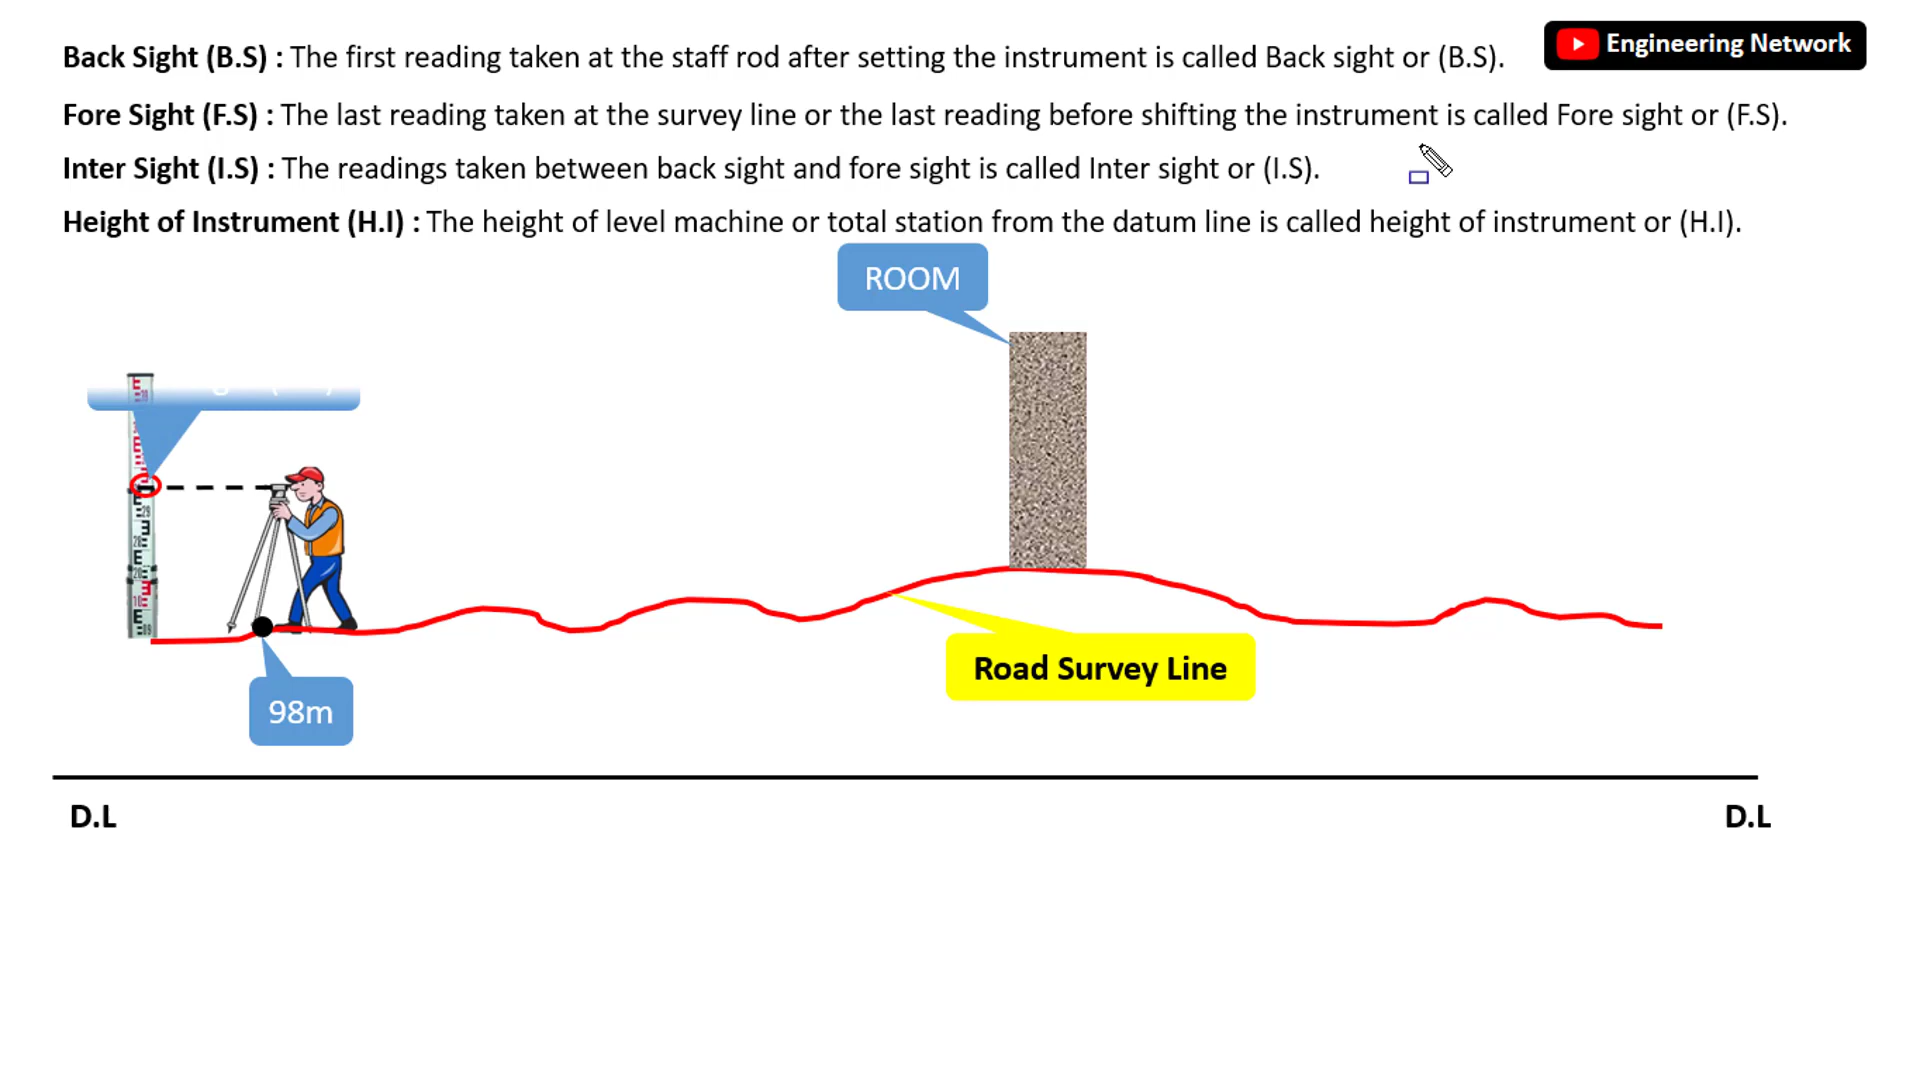 Back Sight (B.S) : The first reading taken at the staff rod after setting the instrument is called Back sight or (B.S).
Engineering Network
Fore Sight (F.S) : The last reading taken at the survey line or the last reading before shifting the instrument is called Fore sight or (F.S).
Inter Sight (I.S) : The readings taken between back sight and fore sight is called Inter sight or (I.S).
Height of Instrument (H.I) : The height of level machine or total station from the datum line is called height of instrument or (H.I).
ROOM
Road Survey Line
98m
D.L
D.L